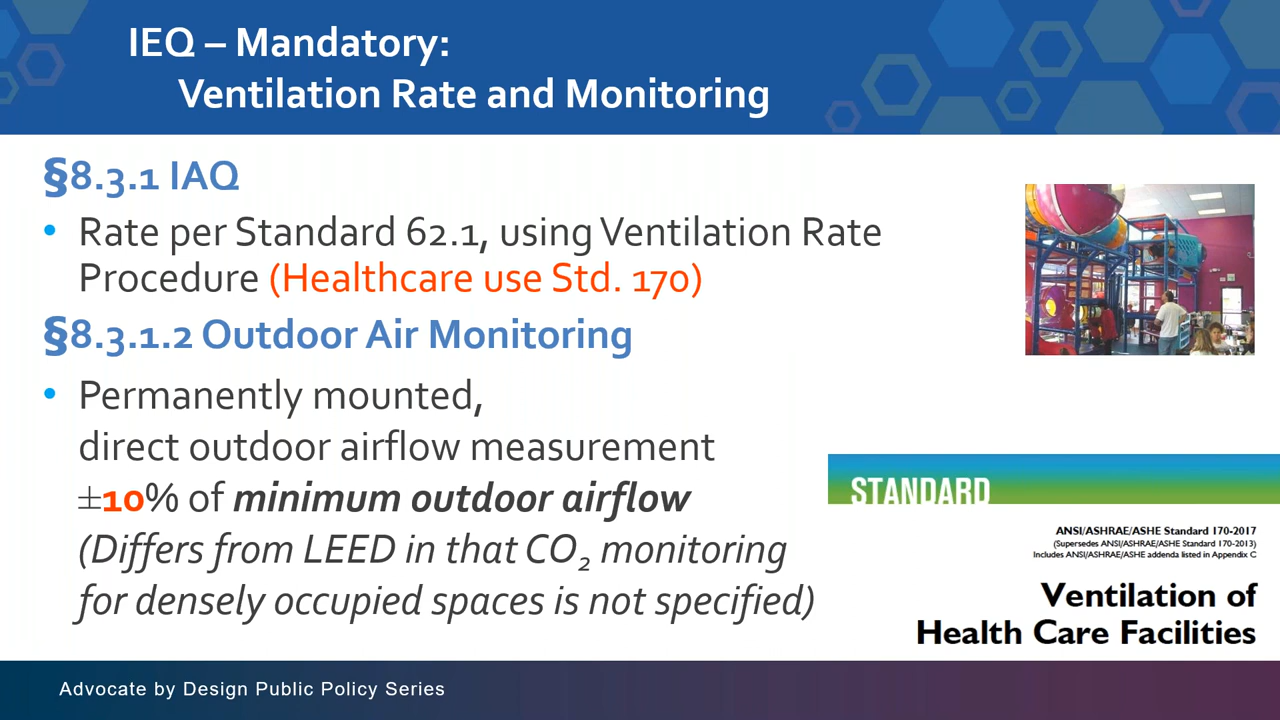 IEQ – Mandatory:
Ventilation Rate and Monitoring
§8.3.1 IAQ
• Rate per Standard 62.1, using Ventilation Rate
Procedure (Healthcare use Std. 170)
§8.3.1.2 Outdoor Air Monitoring
• Permanently mounted,
direct outdoor airflow measurement
±10% of minimum outdoor airflow
(Differs from LEED in that CO₂ monitoring
for densely occupied spaces is not specified)
STANDARD
ANSI/ASHRAE/ASHE Standard 170-2017
(Supersedes ANSI/ASHRAE/ASHE Standard 170-2013)
Includes ANSI/ASHRAE/ASHE addenda listed in Appendix C
Ventilation of
Health Care Facilities
Advocate by Design Public Policy Series